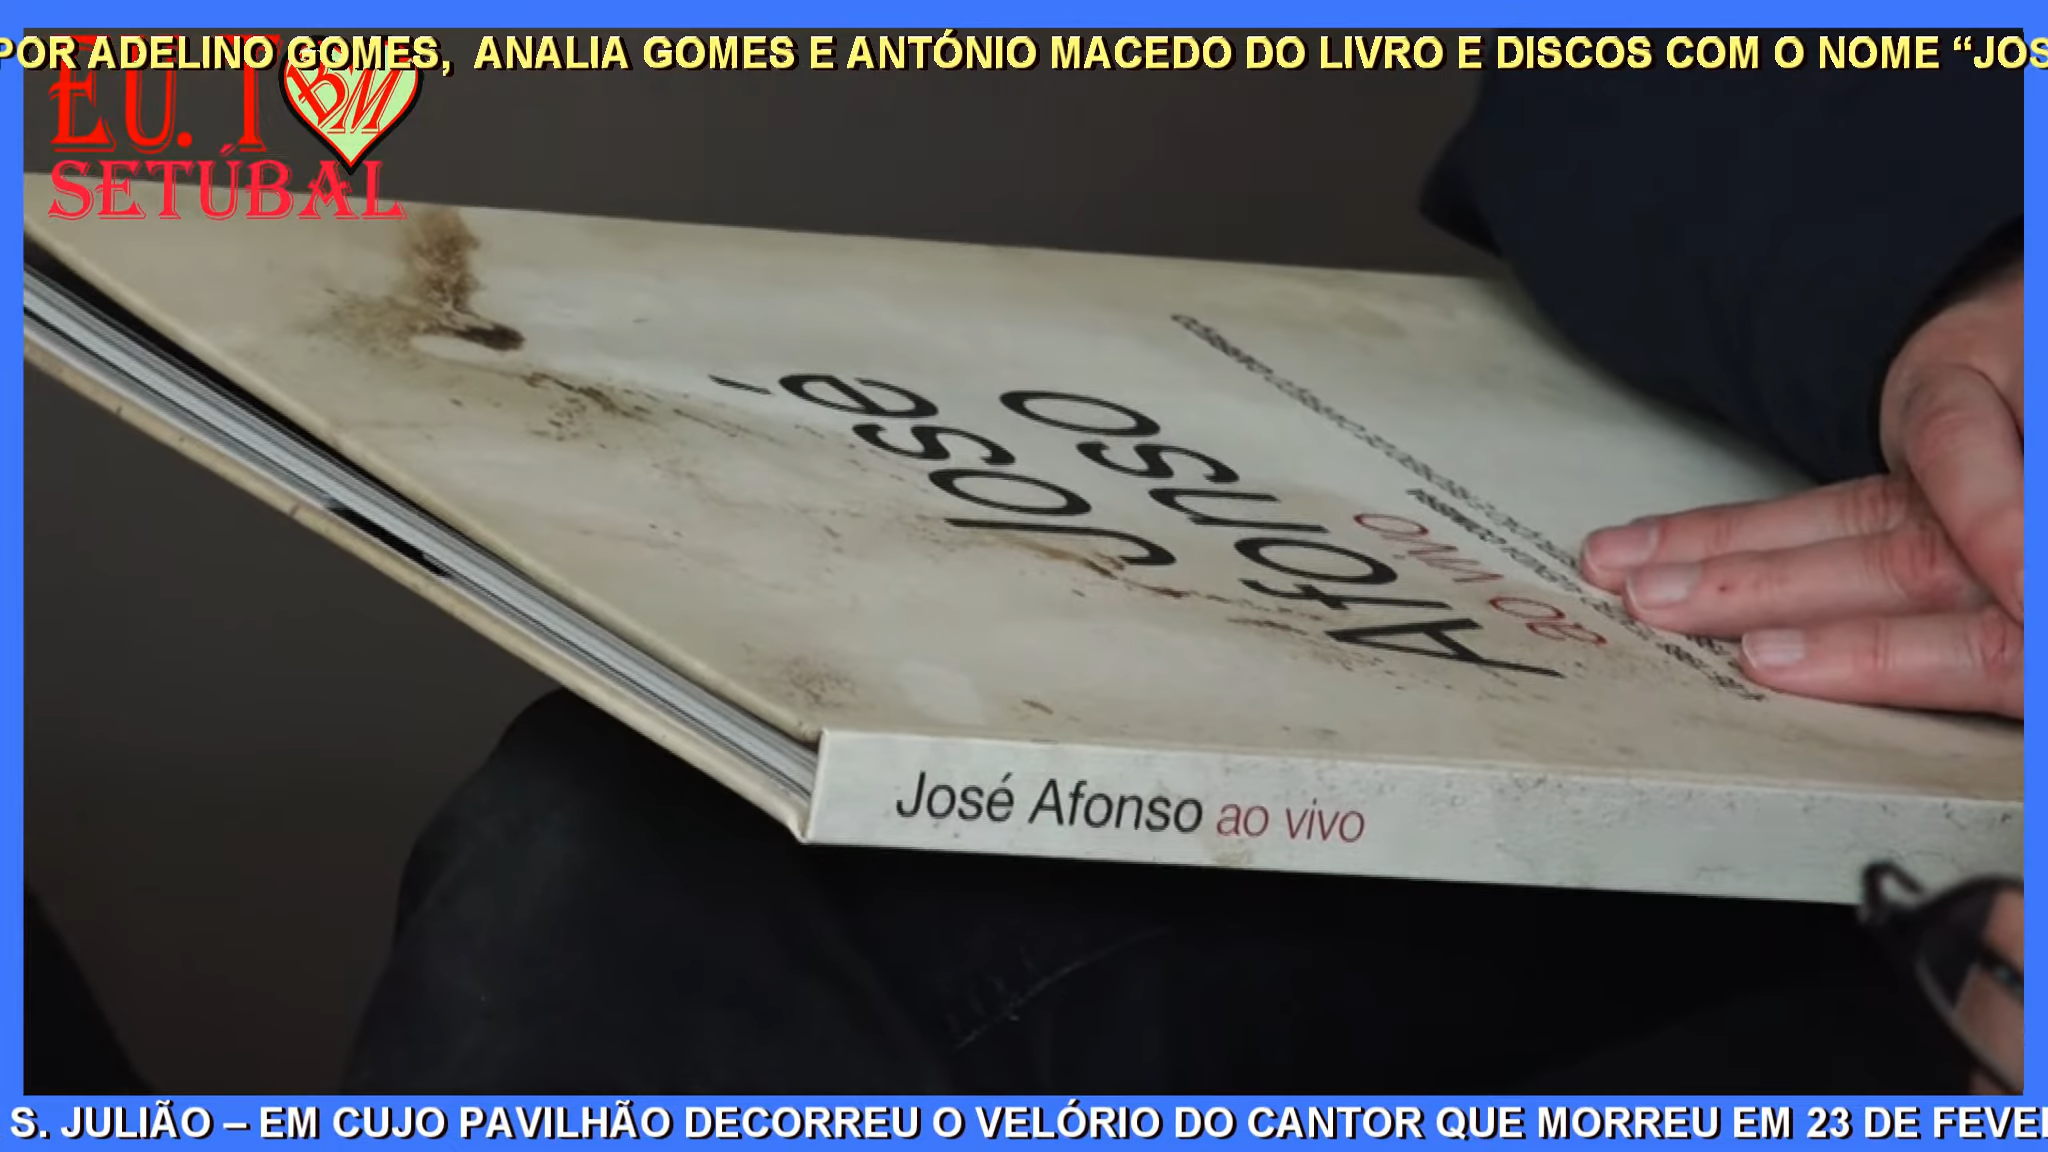 POR ADELINO GOMES, ANALIA GOMES E ANTÓNIO MACEDO DO LIVRO E DISCOS COM O NOME “JOS
EU. T
BM
SETÚBAL
José
Afonso
ao vivo
José Afonso ao vivo
S. JULIÃO – EM CUJO PAVILHÃO DECORREU O VELÓRIO DO CANTOR QUE MORREU EM 23 DE FEVE